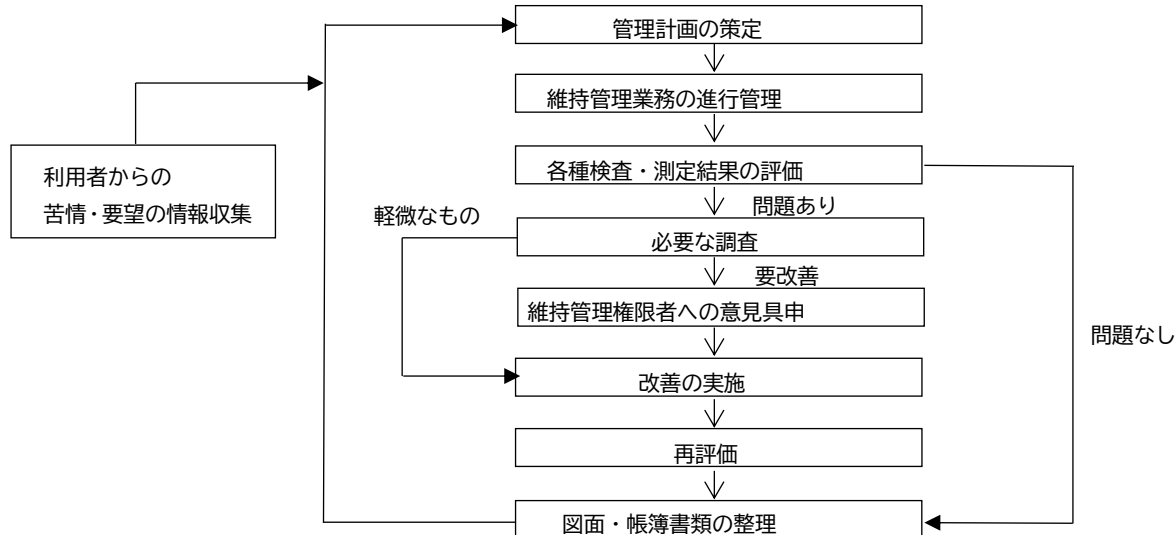 管理計画の策定
維持管理業務の進行管理
各種検査・測定結果の評価
利用者からの
苦情・要望の情報収集
軽微なもの
問題あり
必要な調査
要改善
維持管理権限者への意見具申
問題なし
改善の実施
再評価
図面・帳簿書類の整理